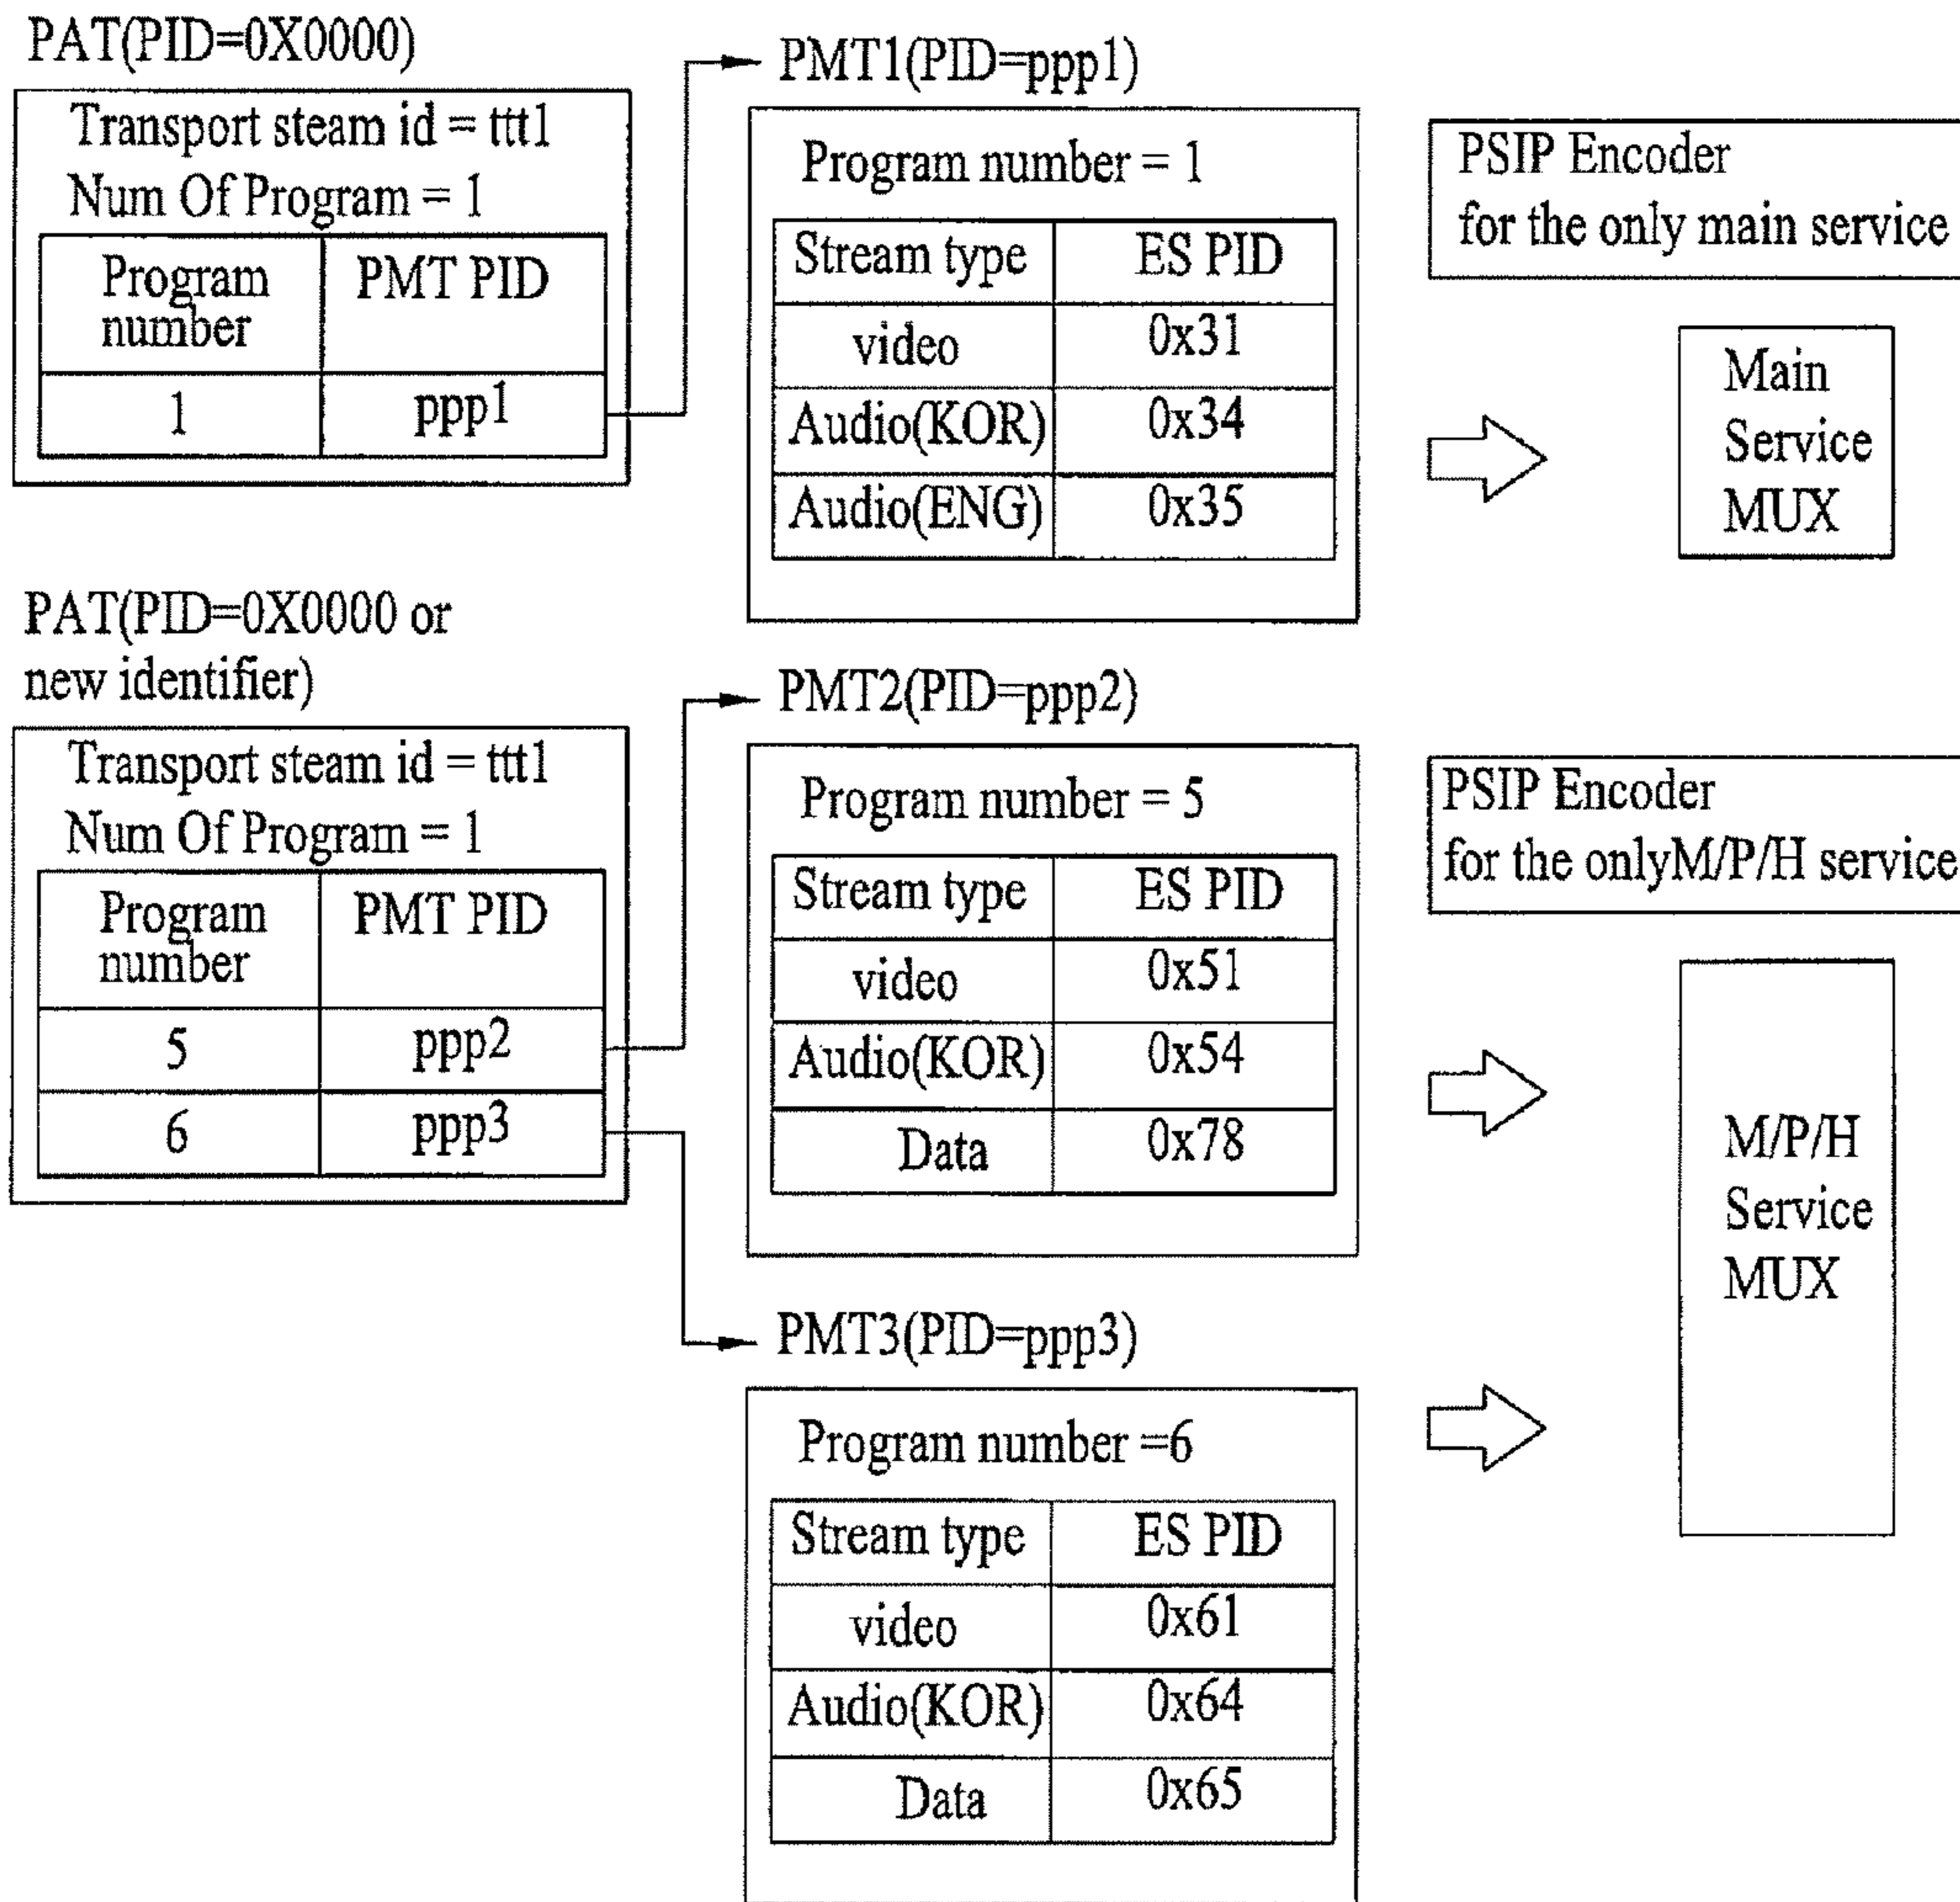 PAT(PID=0X0000)
Transport steam id = ttt1
Num Of Program = 1
Program number
PMT PID
1
ppp1
PMT1(PID=ppp1)
Program number = 1
Stream type
ES PID
video
0x31
Audio(KOR)
0x34
Audio(ENG)
0x35
PSIP Encoder
for the only main service
Main
Service
MUX
PAT(PID=0X0000 or
new identifier)
Transport steam id = ttt1
Num Of Program = 1
Program number
PMT PID
5
ppp2
6
ppp3
PMT2(PID=ppp2)
Program number = 5
Stream type
ES PID
video
0x51
Audio(KOR)
0x54
Data
0x78
PSIP Encoder
for the onlyM/P/H service
M/P/H
Service
MUX
PMT3(PID=ppp3)
Program number =6
Stream type
ES PID
video
0x61
Audio(KOR)
0x64
Data
0x65